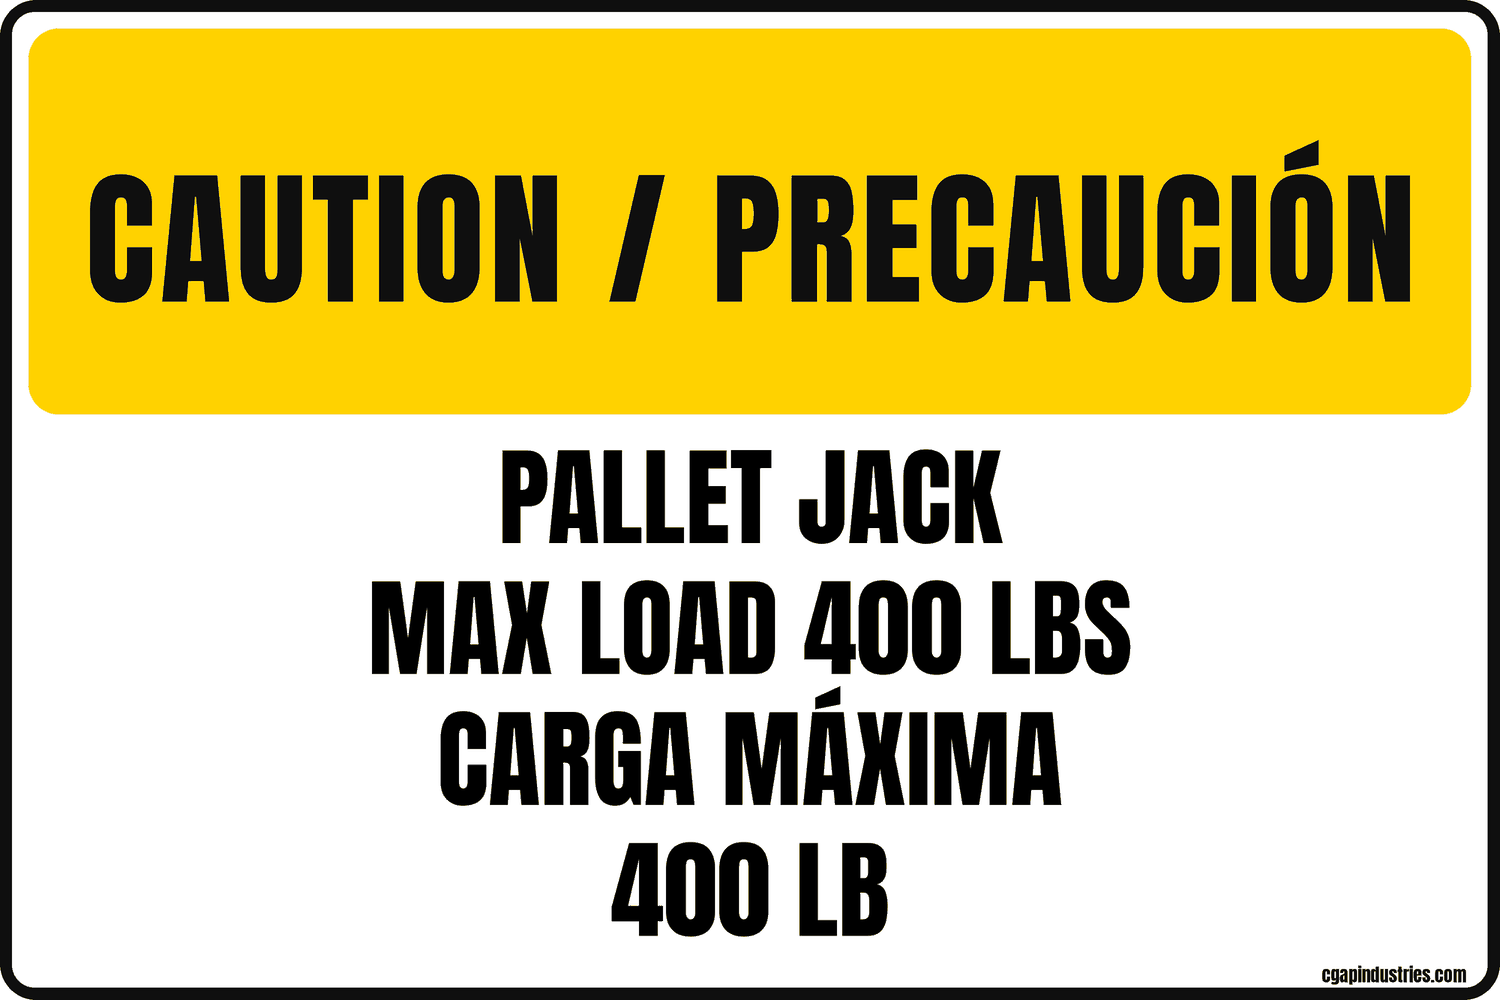 CAUTION / PRECAUCIÓN
PALLET JACK
MAX LOAD 400 LBS
CARGA MÁXIMA
400 LB
cgapindustries.com